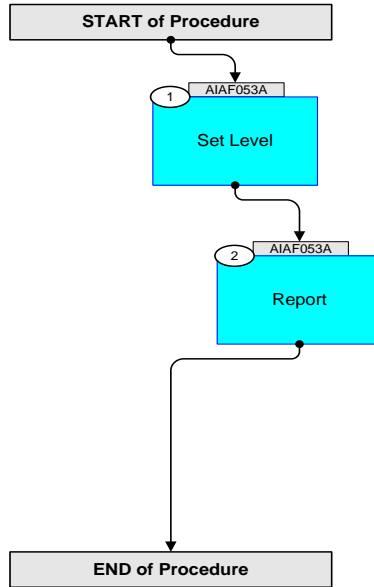 START of Procedure
AIAF053A
1
Set Level
AIAF053A
2
Report
END of Procedure